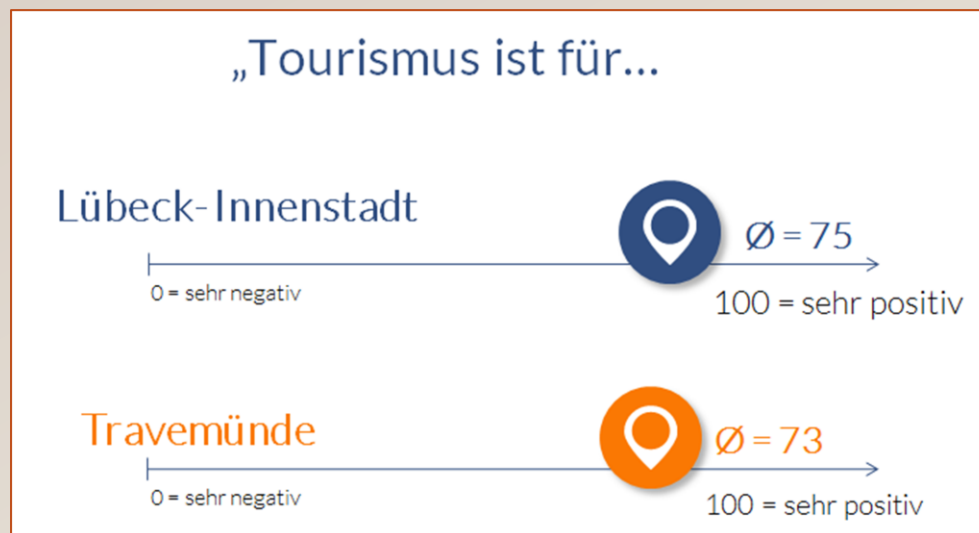 „Tourismus ist für...
Lübeck-Innenstadt
Ø = 75
0 = sehr negativ
100 = sehr positiv
Travemünde
Ø = 73
0 = sehr negativ
100 = sehr positiv